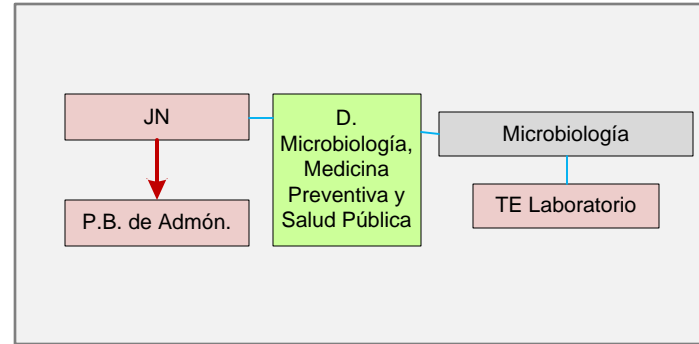 JN
P.B. de Admón.
D.
Microbiología,
Medicina
Preventiva y
Salud Pública
Microbiología
TE Laboratorio